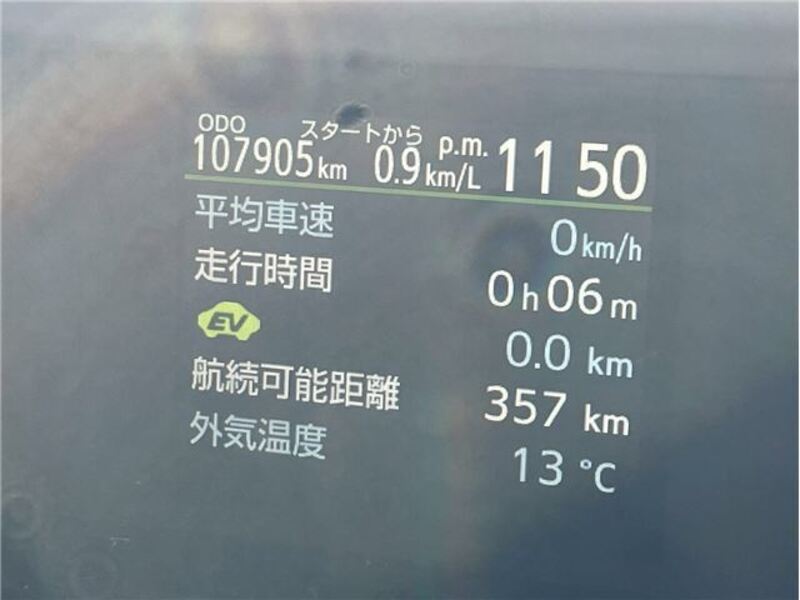 ODO スタートから
107905km 0.9km/L p.m. 11 50
平均車速 0km/h
走行時間 0h06m
EV 0.0 km
航続可能距離 357 km
外気温度 13 °C